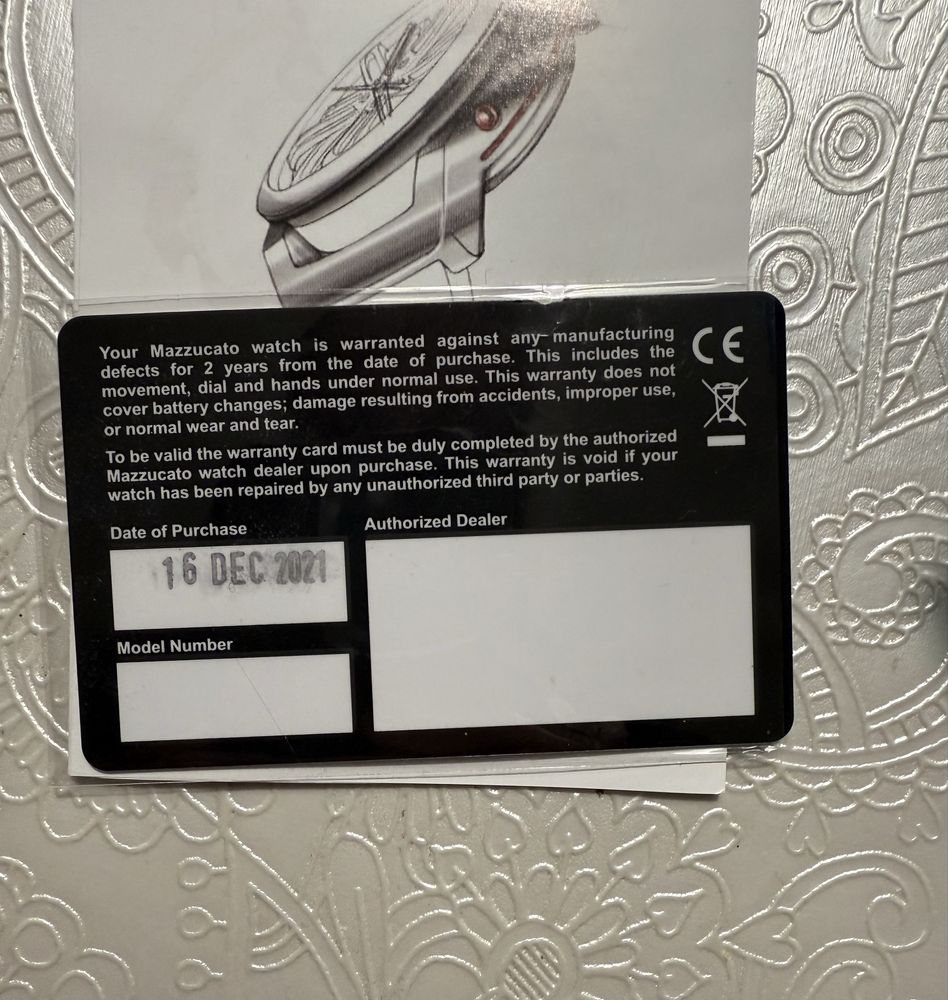 Your Mazzucato watch is warranted against any manufacturing
defects for 2 years from the date of purchase. This includes the
movement, dial and hands under normal use. This warranty does not
cover battery changes; damage resulting from accidents, improper use,
or normal wear and tear.
To be valid the warranty card must be duly completed by the authorized
Mazzucato watch dealer upon purchase. This warranty is void if your
watch has been repaired by any unauthorized third party or parties.
CE
Date of Purchase
Authorized Dealer
16 DEC 2021
Model Number